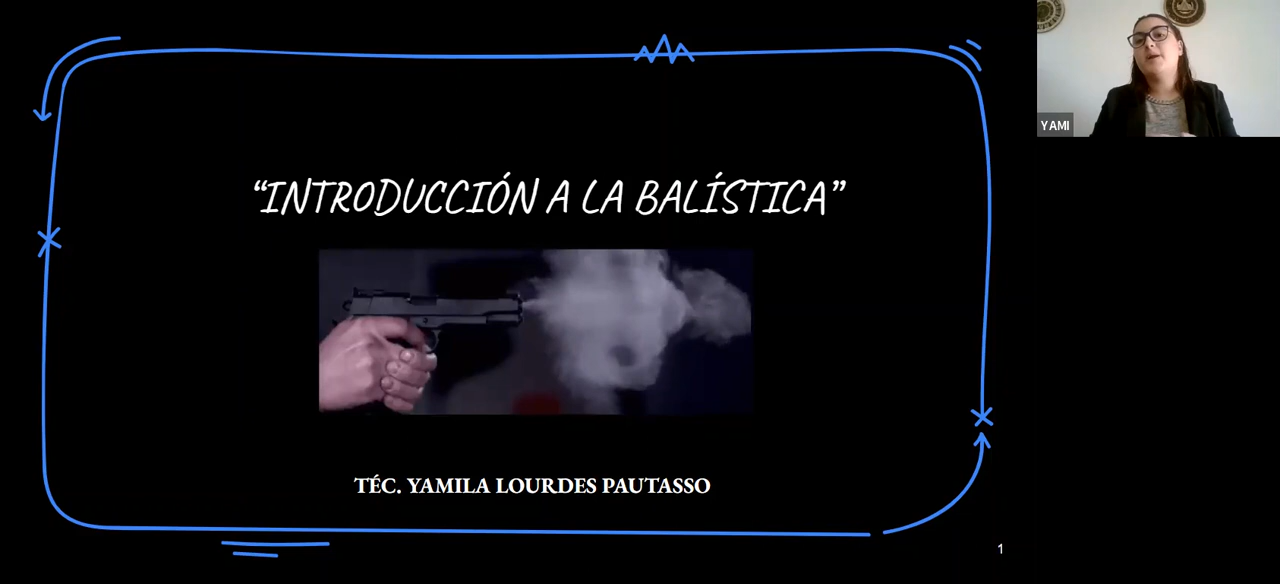 “INTRODUCCIÓN A LA BALÍSTICA”
YAMI
TÉC. YAMILA LOURDES PAUTASSO
1